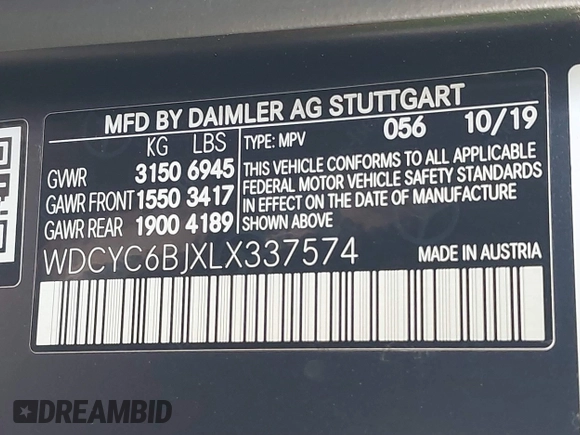 MFD BY DAIMLER AG STUTTGART
KG LBS TYPE: MPV 056 10/19
GVWR 3150 6945
GAWR FRONT 1550 3417
GAWR REAR 1900 4189
THIS VEHICLE CONFORMS TO ALL APPLICABLE
FEDERAL MOTOR VEHICLE SAFETY STANDARDS
IN EFFECT ON THE DATE OF MANUFACTURE
SHOWN ABOVE
WDCYC6BJXLX337574 MADE IN AUSTRIA
DREAMBID